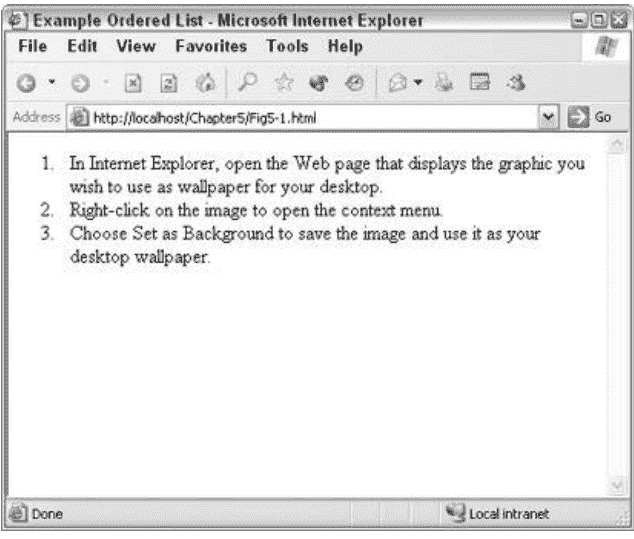 Example Ordered List - Microsoft Internet Explorer
File Edit View Favorites Tools Help
Address http://localhost/Chapter5/Fig5-1.html Go
1. In Internet Explorer, open the Web page that displays the graphic you
wish to use as wallpaper for your desktop.
2. Right-click on the image to open the context menu.
3. Choose Set as Background to save the image and use it as your
desktop wallpaper.
Done Local intranet